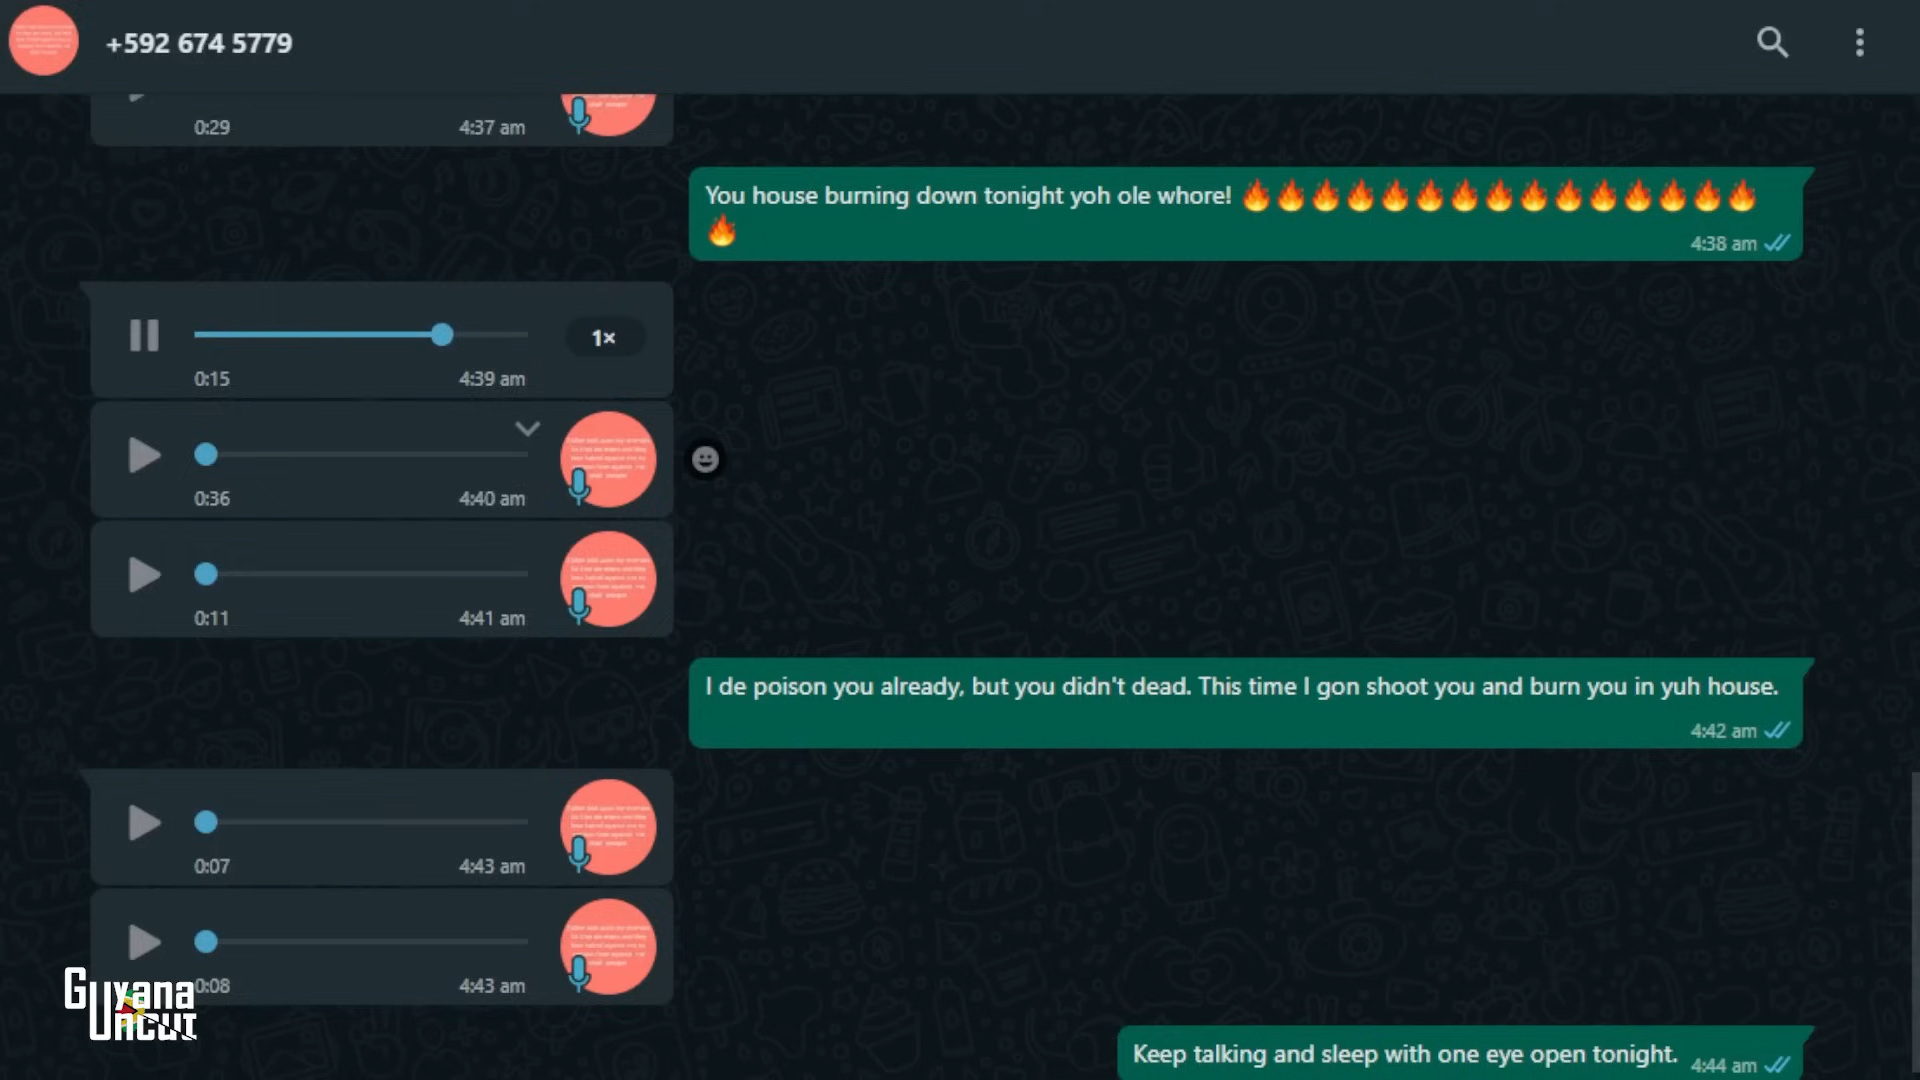 +592 674 5779
0:29 4:37 am
You house burning down tonight yoh ole whore! 🔥🔥🔥🔥🔥🔥🔥🔥🔥🔥🔥🔥🔥🔥🔥
🔥
4:38 am
1×
0:15 4:39 am
0:36 4:40 am
0:11 4:41 am
I de poison you already, but you didn't dead. This time I gon shoot you and burn you in yuh house.
4:42 am
0:07 4:43 am
0:08 4:43 am
Guyana
Uncut
Keep talking and sleep with one eye open tonight. 4:44 am